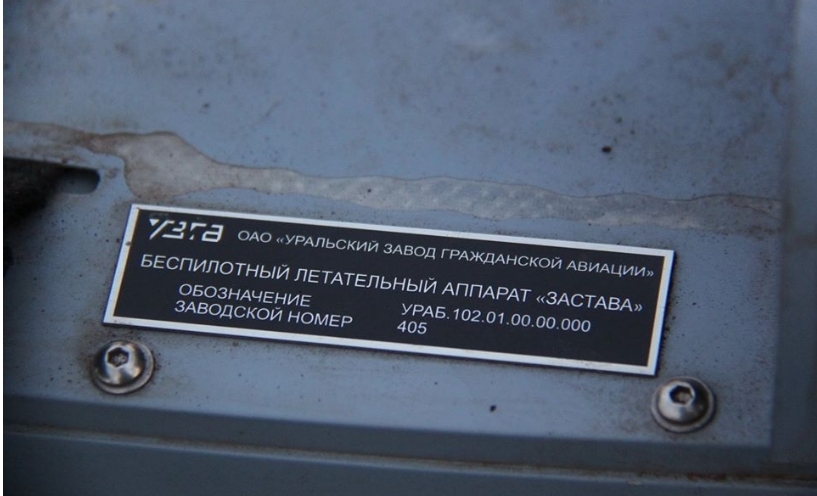 УЗГА ОАО «УРАЛЬСКИЙ ЗАВОД ГРАЖДАНСКОЙ АВИАЦИИ»
БЕСПИЛОТНЫЙ ЛЕТАТЕЛЬНЫЙ АППАРАТ «ЗАСТАВА»
ОБОЗНАЧЕНИЕ УРАБ.102.01.00.00.000
ЗАВОДСКОЙ НОМЕР 405